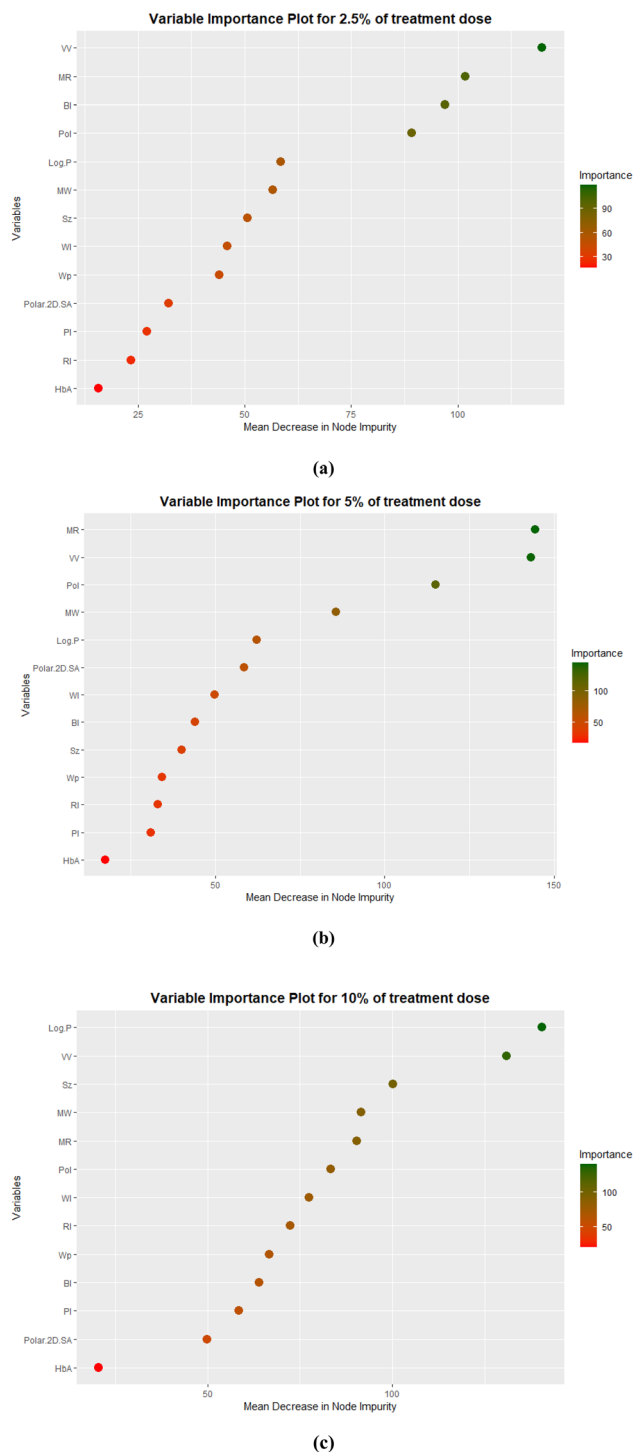 Variable Importance Plot for 2.5% of treatment dose
VV
MR
BI
Pol
Log.P
MW
Sz
WI
Wp
Polar.2D.SA
PI
RI
HbA
Variables
25
50
75
100
Mean Decrease in Node Impurity
Importance
90
60
30
(a)
Variable Importance Plot for 5% of treatment dose
MR
VV
Pol
MW
Log.P
Polar.2D.SA
WI
BI
Sz
Wp
RI
PI
HbA
Variables
50
100
150
Mean Decrease in Node Impurity
Importance
100
50
(b)
Variable Importance Plot for 10% of treatment dose
Log.P
VV
Sz
MW
MR
Pol
WI
RI
Wp
BI
PI
Polar.2D.SA
HbA
Variables
50
100
Mean Decrease in Node Impurity
Importance
100
50
(c)